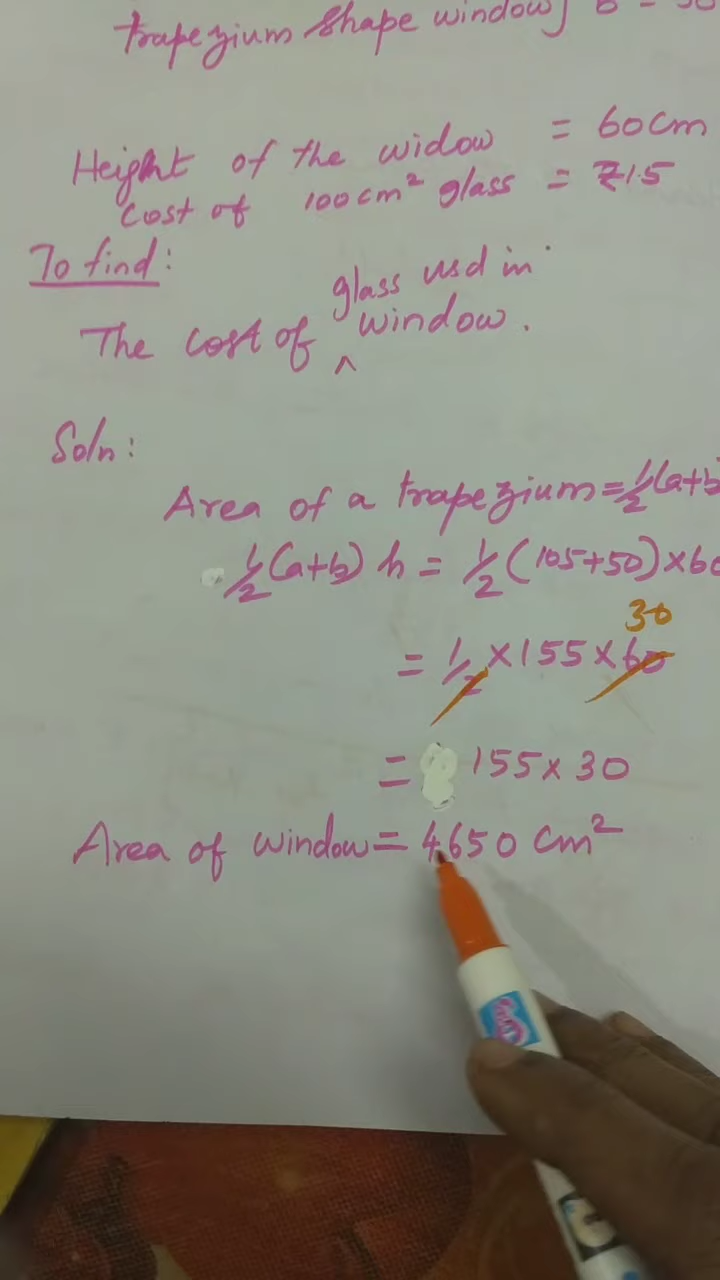 trapezium shape window] b = 50
Height of the widow = 60cm
Cost of 100cm² glass = ₹15
To find:
glass usd in
The cost of ^ window.
Soln:
Area of a trapezium = 1/2 (a+b
1/2 (a+b) h = 1/2 (105+50) × 60
30
= 1/2 × 155 × 60
= 155 × 30
Area of window = 4650 cm²